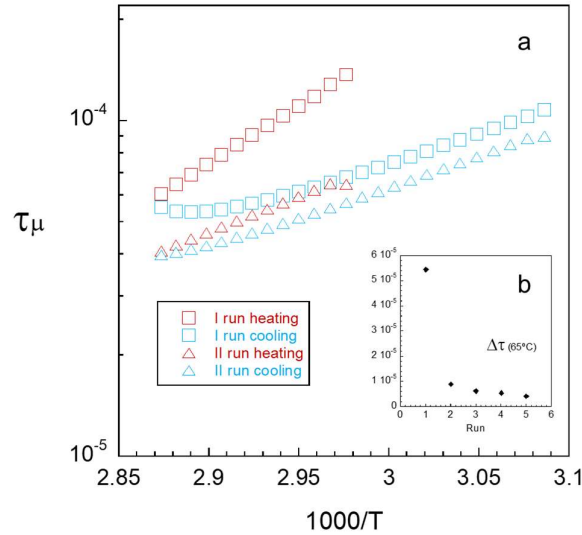 a
10⁻⁴
τμ
10⁻⁵
I run heating
I run cooling
II run heating
II run cooling
b
6 10⁻⁵
5 10⁻⁵
4 10⁻⁵
3 10⁻⁵
2 10⁻⁵
1 10⁻⁵
0
Δτ (65°C)
0 1 2 3 4 5 6
Run
2.85 2.9 2.95 3 3.05 3.1
1000/T